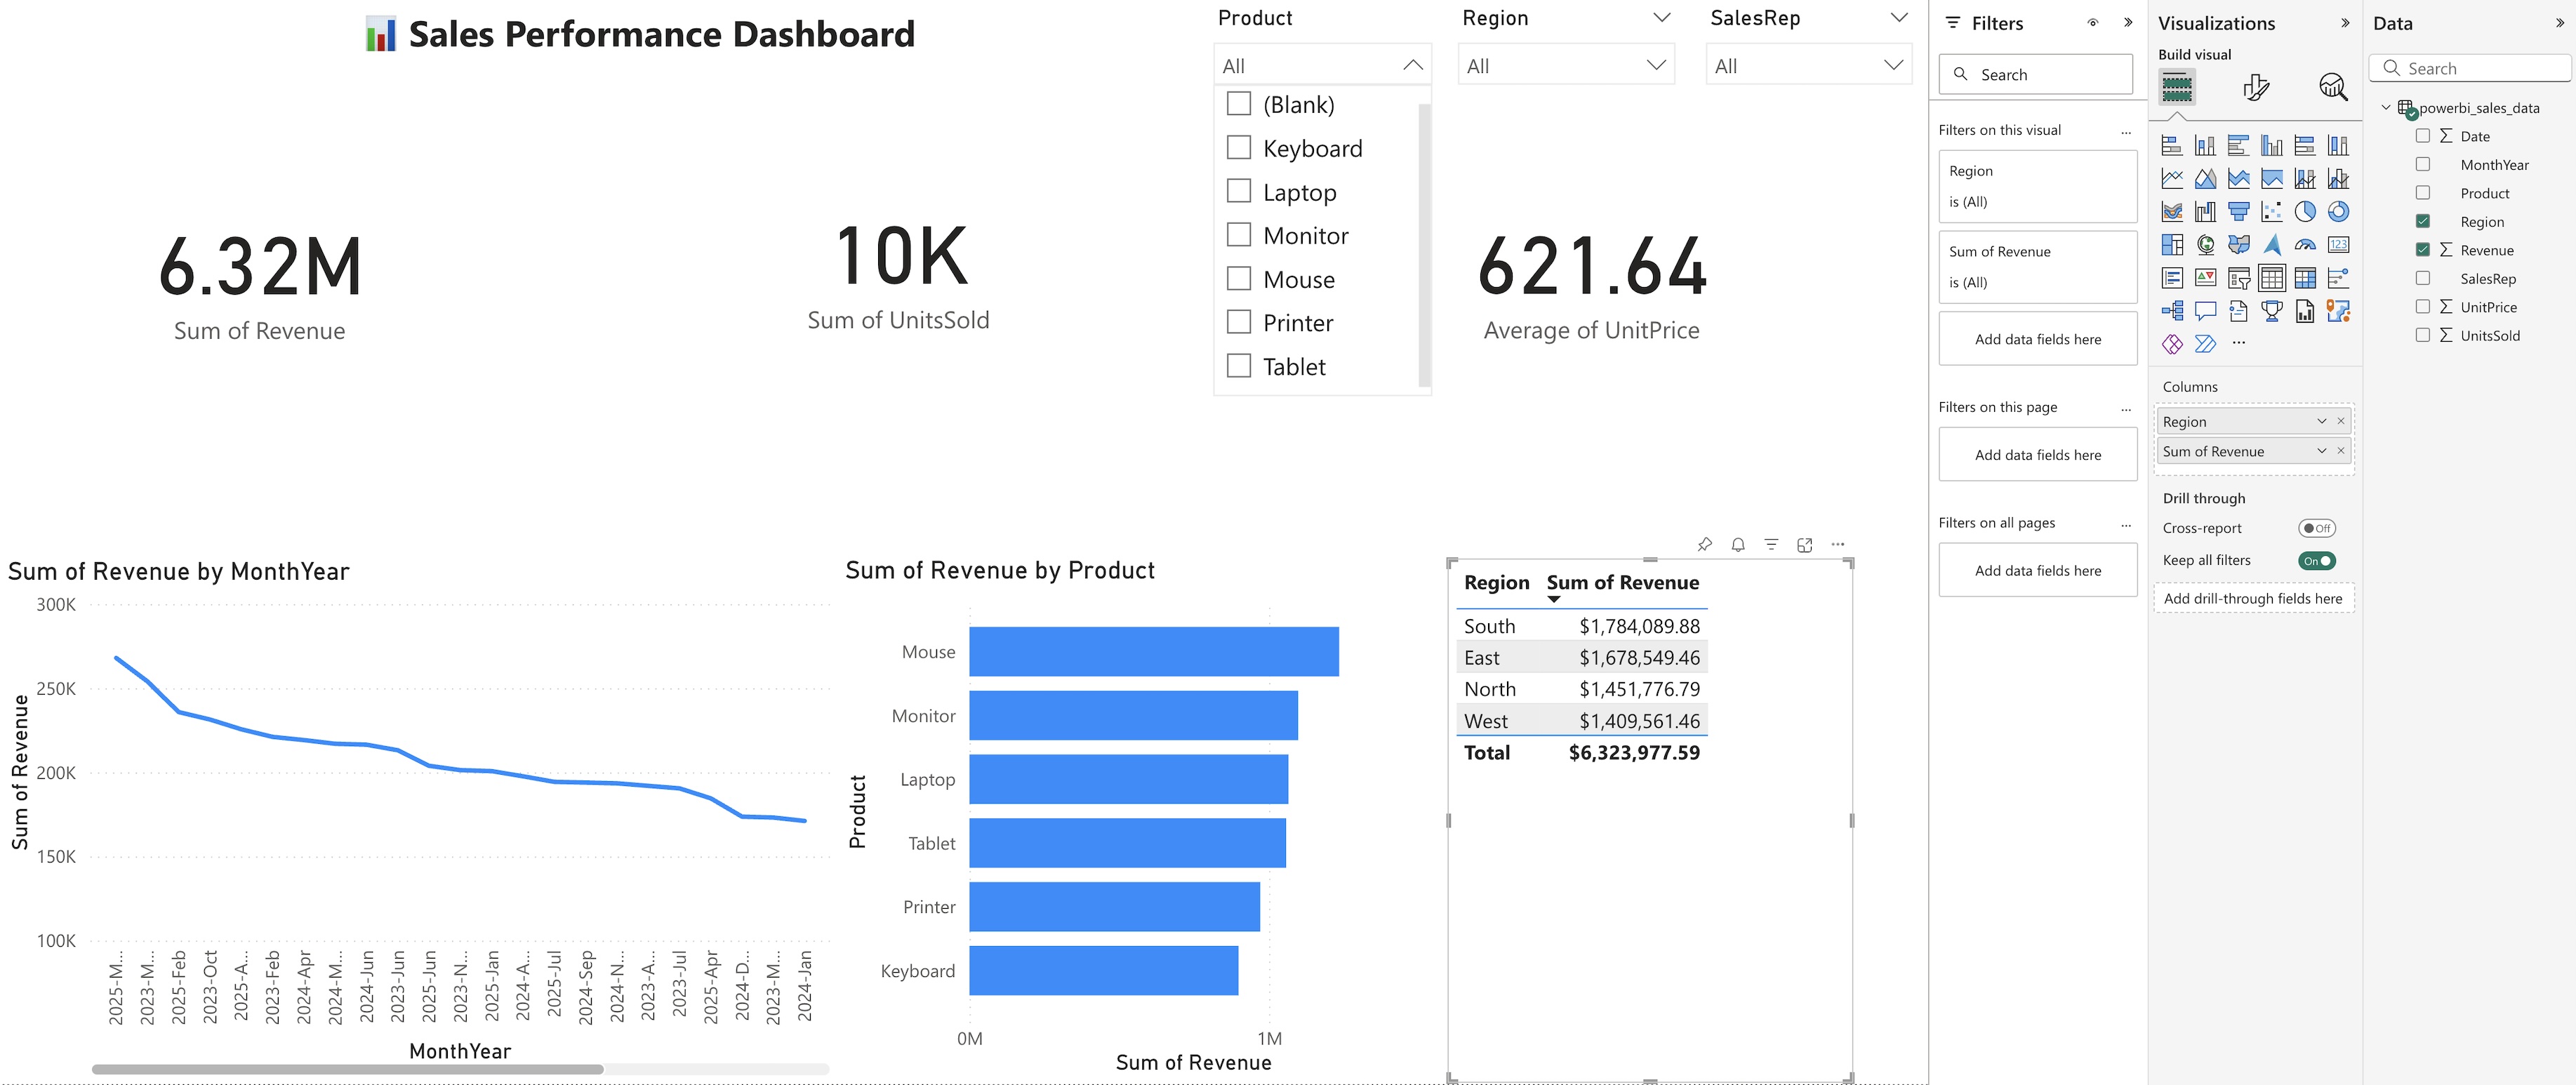 📊 Sales Performance Dashboard
Product
All
(Blank)
Keyboard
Laptop
Monitor
Mouse
Printer
Tablet
Region
All
SalesRep
All
6.32M
Sum of Revenue
10K
Sum of UnitsSold
621.64
Average of UnitPrice
Sum of Revenue by MonthYear
Sum of Revenue
300K
250K
200K
150K
100K
2025-M...
2023-M...
2025-Feb
2023-Oct
2025-A...
2023-Feb
2024-Apr
2024-M...
2024-Jun
2023-Jun
2025-Jun
2023-N...
2025-Jan
2024-A...
2025-Jul
2024-Sep
2024-N...
2023-A...
2023-Jul
2025-Apr
2024-D...
2023-M...
2024-Jan
MonthYear
Sum of Revenue by Product
Product
Mouse
Monitor
Laptop
Tablet
Printer
Keyboard
0M 1M
Sum of Revenue
Region Sum of Revenue
South $1,784,089.88
East $1,678,549.46
North $1,451,776.79
West $1,409,561.46
Total $6,323,977.59
Filters
Search
Filters on this visual ...
Region
is (All)
Sum of Revenue
is (All)
Add data fields here
Filters on this page ...
Add data fields here
Filters on all pages ...
Add data fields here
Visualizations
Build visual
123
...
Columns
Region
Sum of Revenue
Drill through
Cross-report Off
Keep all filters On
Add drill-through fields here
Data
Search
powerbi_sales_data
∑ Date
MonthYear
Product
Region
∑ Revenue
SalesRep
∑ UnitPrice
∑ UnitsSold